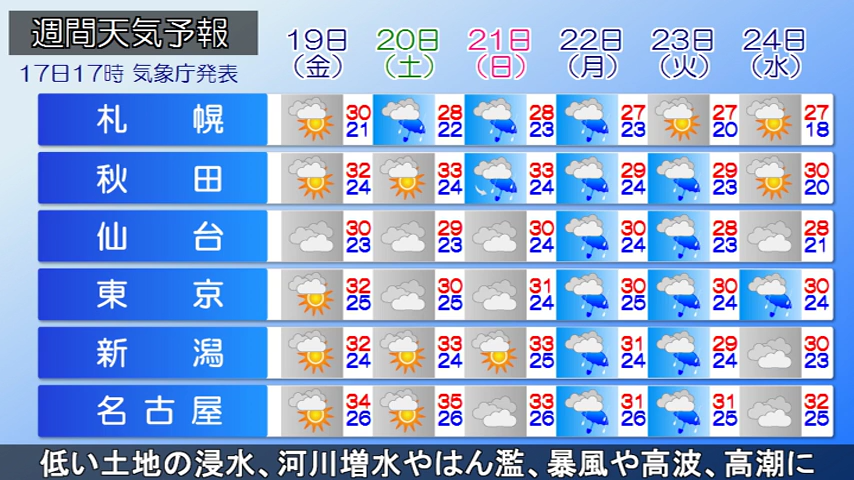 週間天気予報
17日17時 気象庁発表
19日 20日 21日 22日 23日 24日
(金) (土) (日) (月) (火) (水)
札幌 30 21 28 22 28 23 27 23 27 20 27 18
秋田 32 24 33 24 33 24 29 24 29 23 30 20
仙台 30 23 29 23 30 24 30 24 28 23 28 21
東京 32 25 30 25 31 24 30 25 30 24 30 24
新潟 32 24 33 24 33 25 31 24 29 24 30 23
名古屋 34 26 35 26 33 26 31 26 31 25 32 25
低い土地の浸水、河川増水やはん濫、暴風や高波、高潮に